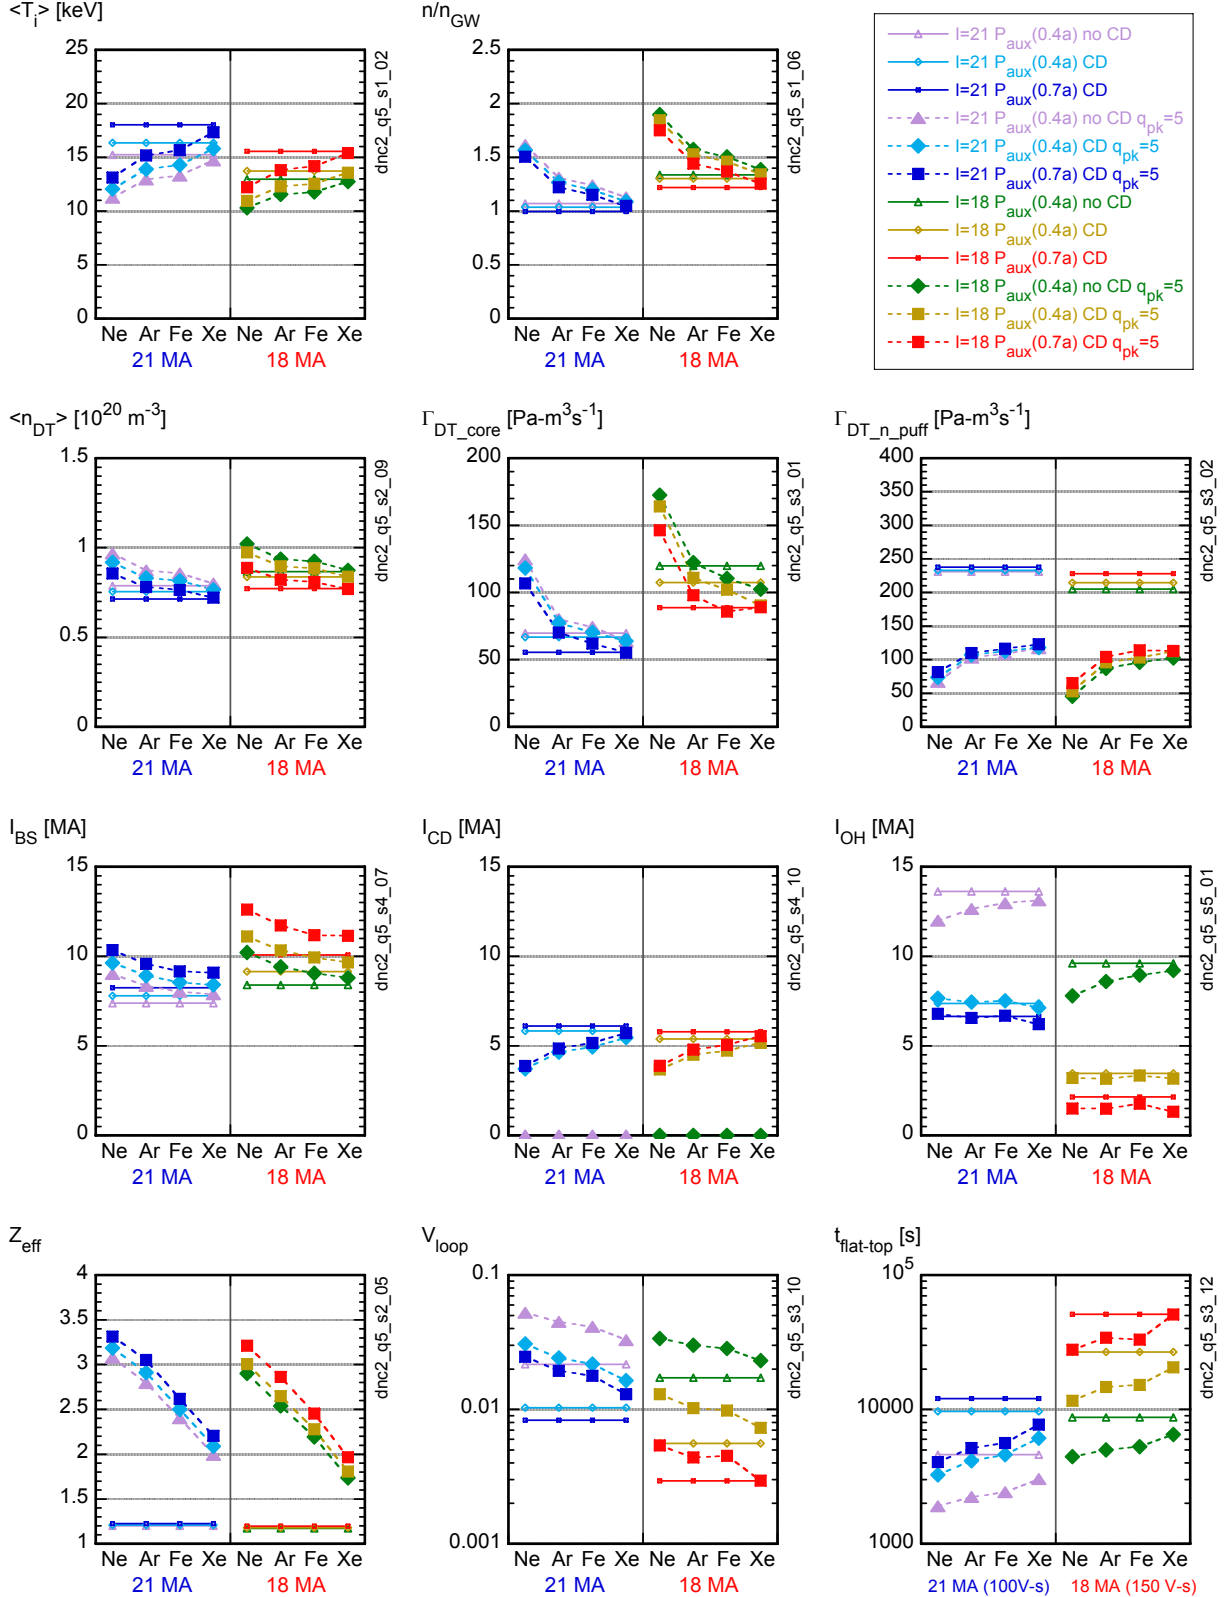 <T_i> [keV]
25
20
15
10
5
0
Ne Ar Fe Xe Ne Ar Fe Xe
21 MA 18 MA
dnc2_q5_s1_02
n/n_GW
2.5
2
1.5
1
0.5
0
Ne Ar Fe Xe Ne Ar Fe Xe
21 MA 18 MA
dnc2_q5_s1_06
I=21 P_aux(0.4a) no CD
I=21 P_aux(0.4a) CD
I=21 P_aux(0.7a) CD
I=21 P_aux(0.4a) no CD q_pk=5
I=21 P_aux(0.4a) CD q_pk=5
I=21 P_aux(0.7a) CD q_pk=5
I=18 P_aux(0.4a) no CD
I=18 P_aux(0.4a) CD
I=18 P_aux(0.7a) CD
I=18 P_aux(0.4a) no CD q_pk=5
I=18 P_aux(0.4a) CD q_pk=5
I=18 P_aux(0.7a) CD q_pk=5
<n_DT> [10^20 m^-3]
1.5
1
0.5
0
Ne Ar Fe Xe Ne Ar Fe Xe
21 MA 18 MA
dnc2_q5_s2_09
Γ_DT_core [Pa-m^3s^-1]
200
150
100
50
0
Ne Ar Fe Xe Ne Ar Fe Xe
21 MA 18 MA
dnc2_q5_s3_01
Γ_DT_n_puff [Pa-m^3s^-1]
400
350
300
250
200
150
100
50
0
Ne Ar Fe Xe Ne Ar Fe Xe
21 MA 18 MA
dnc2_q5_s3_02
I_BS [MA]
15
10
5
0
Ne Ar Fe Xe Ne Ar Fe Xe
21 MA 18 MA
dnc2_q5_s4_07
I_CD [MA]
15
10
5
0
Ne Ar Fe Xe Ne Ar Fe Xe
21 MA 18 MA
dnc2_q5_s4_10
I_OH [MA]
15
10
5
0
Ne Ar Fe Xe Ne Ar Fe Xe
21 MA 18 MA
dnc2_q5_s5_01
Z_eff
4
3.5
3
2.5
2
1.5
1
Ne Ar Fe Xe Ne Ar Fe Xe
21 MA 18 MA
dnc2_q5_s2_05
V_loop
0.1
0.01
0.001
Ne Ar Fe Xe Ne Ar Fe Xe
21 MA 18 MA
dnc2_q5_s3_10
t_flat-top [s]
10^5
10000
1000
Ne Ar Fe Xe Ne Ar Fe Xe
21 MA (100V-s) 18 MA (150 V-s)
dnc2_q5_s3_12